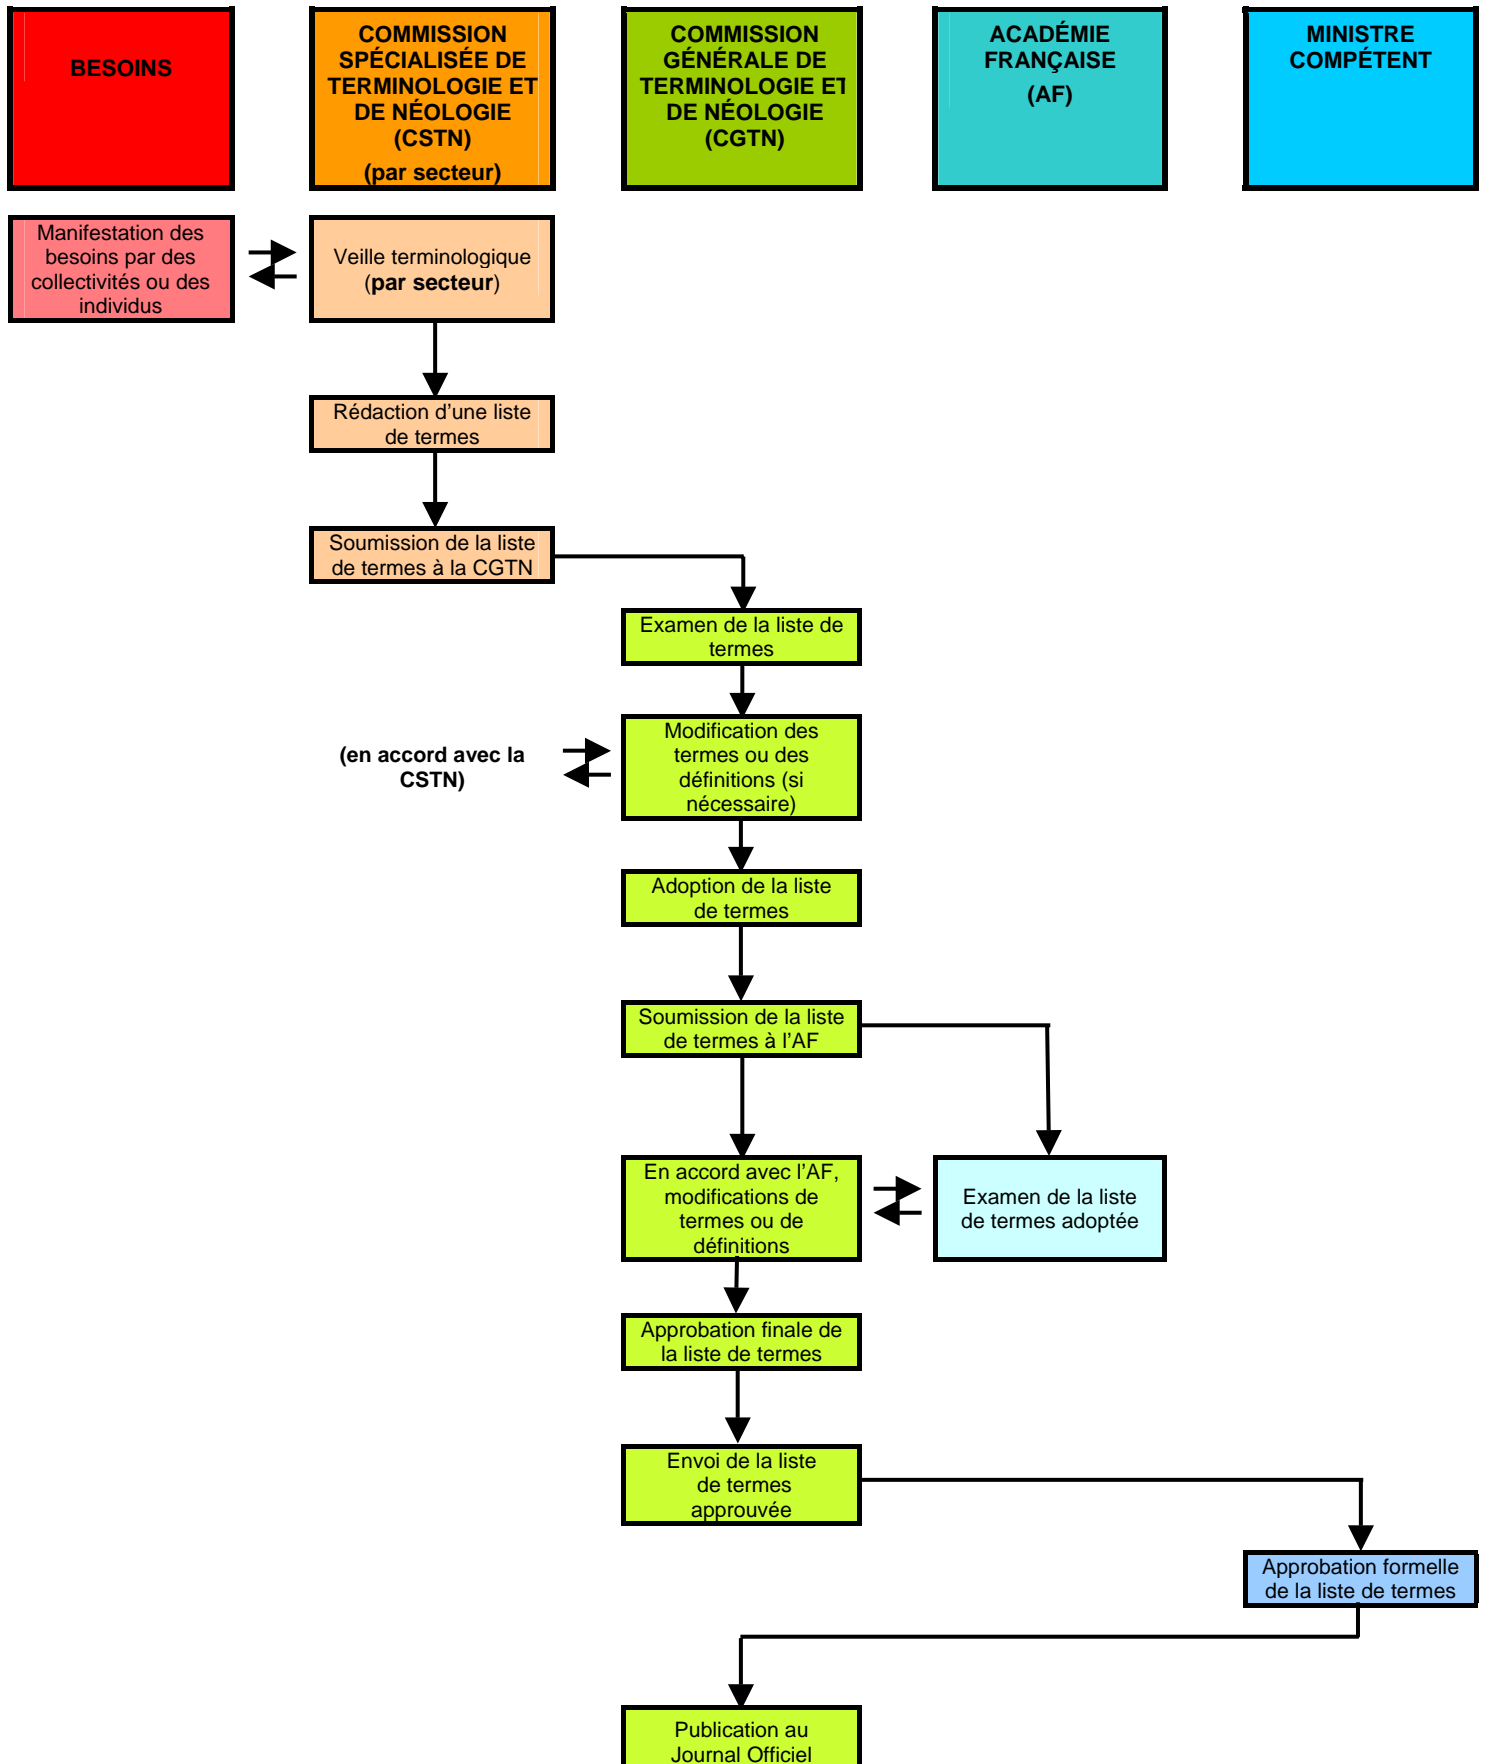 BESOINS
COMMISSION
SPÉCIALISÉE DE
TERMINOLOGIE ET
DE NÉOLOGIE
(CSTN)
(par secteur)
COMMISSION
GÉNÉRALE DE
TERMINOLOGIE ET
DE NÉOLOGIE
(CGTN)
ACADÉMIE
FRANÇAISE
(AF)
MINISTRE
COMPÉTENT
Manifestation des
besoins par des
collectivités ou des
individus
Veille terminologique
(par secteur)
Rédaction d'une liste
de termes
Soumission de la liste
de termes à la CGTN
Examen de la liste de
termes
(en accord avec la
CSTN)
Modification des
termes ou des
définitions (si
nécessaire)
Adoption de la liste
de termes
Soumission de la liste
de termes à l'AF
En accord avec l'AF,
modifications de
termes ou de
définitions
Examen de la liste
de termes adoptée
Approbation finale de
la liste de termes
Envoi de la liste
de termes
approuvée
Approbation formelle
de la liste de termes
Publication au
Journal Officiel